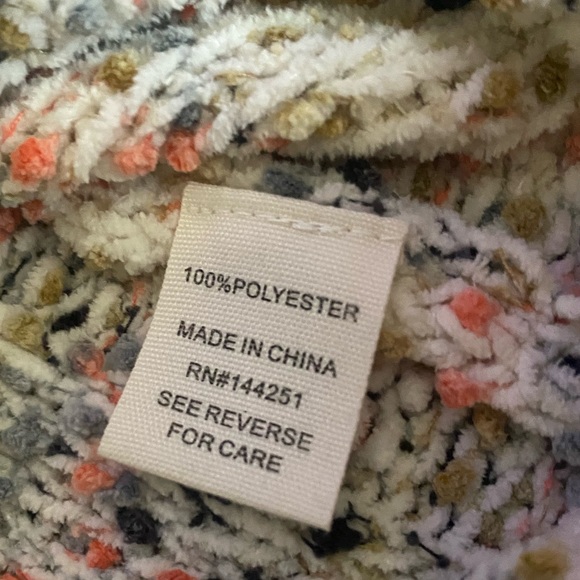 100%POLYESTER
MADE IN CHINA
RN#144251
SEE REVERSE
FOR CARE